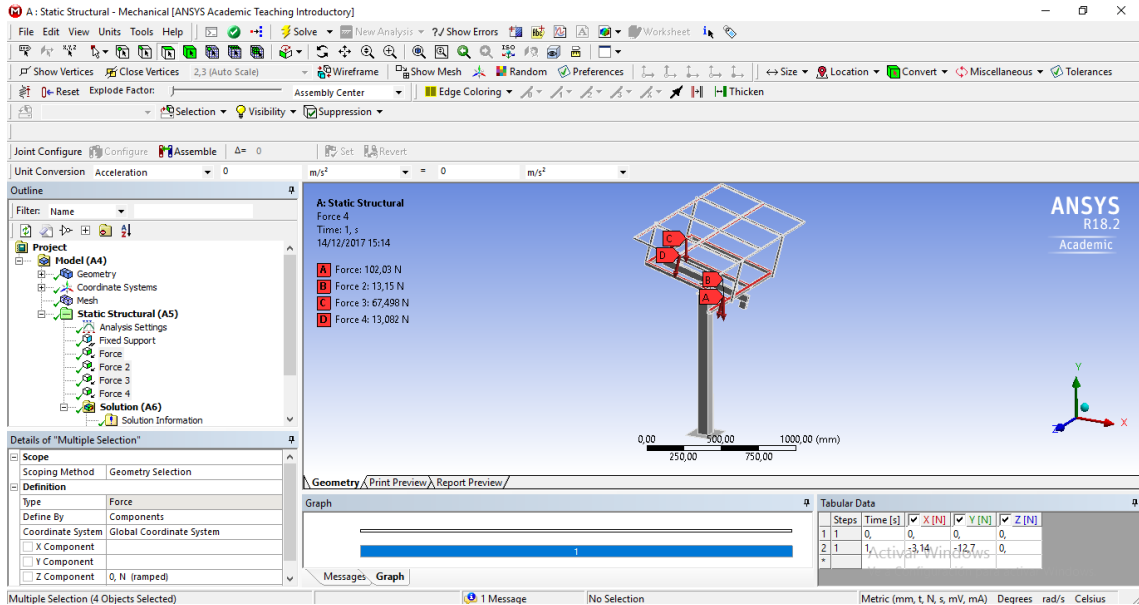 A : Static Structural - Mechanical [ANSYS Academic Teaching Introductory]
File Edit View Units Tools Help Solve New Analysis ?/ Show Errors Worksheet
Show Vertices Close Vertices 2,3 (Auto Scale) Wireframe Show Mesh Random Preferences Size Location Convert Miscellaneous Tolerances
Reset Explode Factor: Assembly Center Edge Coloring Thicken
Selection Visibility Suppression
Joint Configure Configure Assemble Δ= 0 Set Revert
Unit Conversion Acceleration 0 m/s² = 0 m/s²
Outline
Filter: Name
Project
Model (A4)
Geometry
Coordinate Systems
Mesh
Static Structural (A5)
Analysis Settings
Fixed Support
Force
Force 2
Force 3
Force 4
Solution (A6)
Solution Information
Details of "Multiple Selection"
Scope
Scoping Method Geometry Selection
Definition
Type Force
Define By Components
Coordinate System Global Coordinate System
X Component
Y Component
Z Component 0, N (ramped)
A: Static Structural
Force 4
Time: 1, s
14/12/2017 15:14
A Force: 102,03 N
B Force 2: 13,15 N
C Force 3: 67,498 N
D Force 4: 13,082 N
C
D
B
A
ANSYS
R18.2
Academic
Y
X
Z
0,00 500,00 1000,00 (mm)
250,00 750,00
Geometry Print Preview Report Preview
Graph
1
Messages Graph
Tabular Data
Steps Time [s] X [N] Y [N] Z [N]
1 1 0, 0, 0, 0,
2 1 1, -3,14 -12,7 0,
*
Activar Windows
Multiple Selection (4 Objects Selected) 1 Message No Selection Metric (mm, t, N, s, mV, mA) Degrees rad/s Celsius